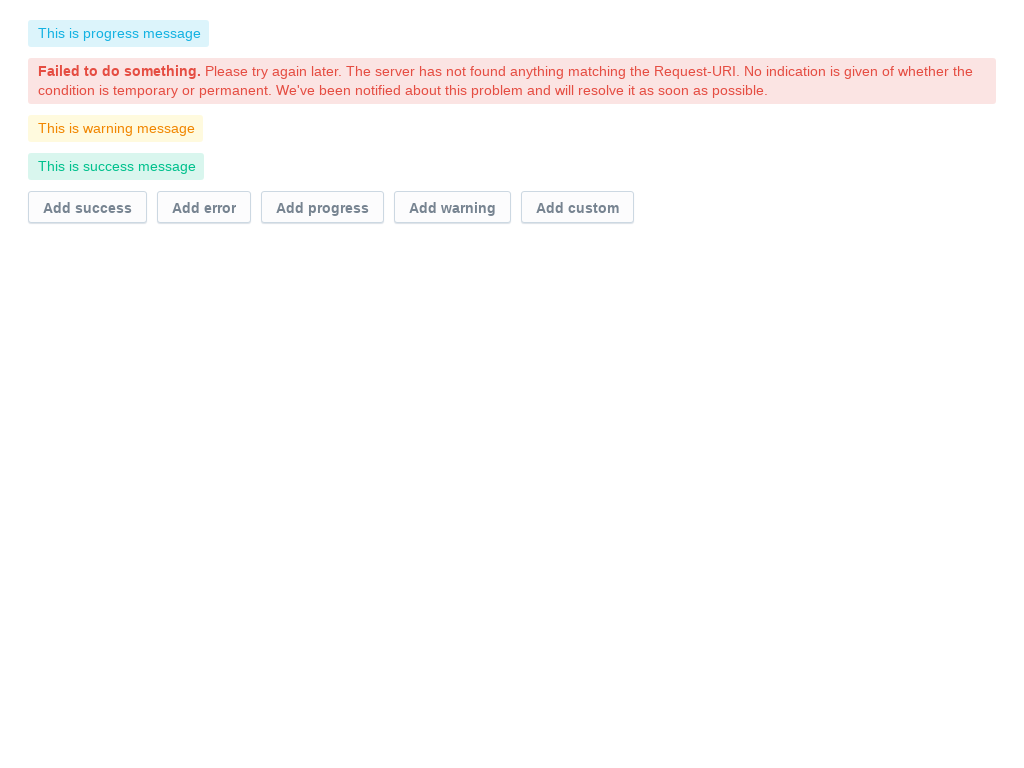 This is progress message
Failed to do something. Please try again later. The server has not found anything matching the Request-URI. No indication is given of whether the
condition is temporary or permanent. We've been notified about this problem and will resolve it as soon as possible.
This is warning message
This is success message
Add success Add error Add progress Add warning Add custom